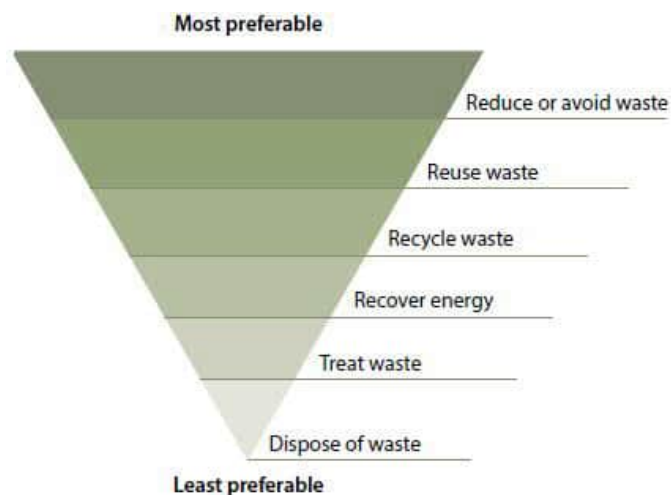 Most preferable
Reduce or avoid waste
Reuse waste
Recycle waste
Recover energy
Treat waste
Dispose of waste
Least preferable